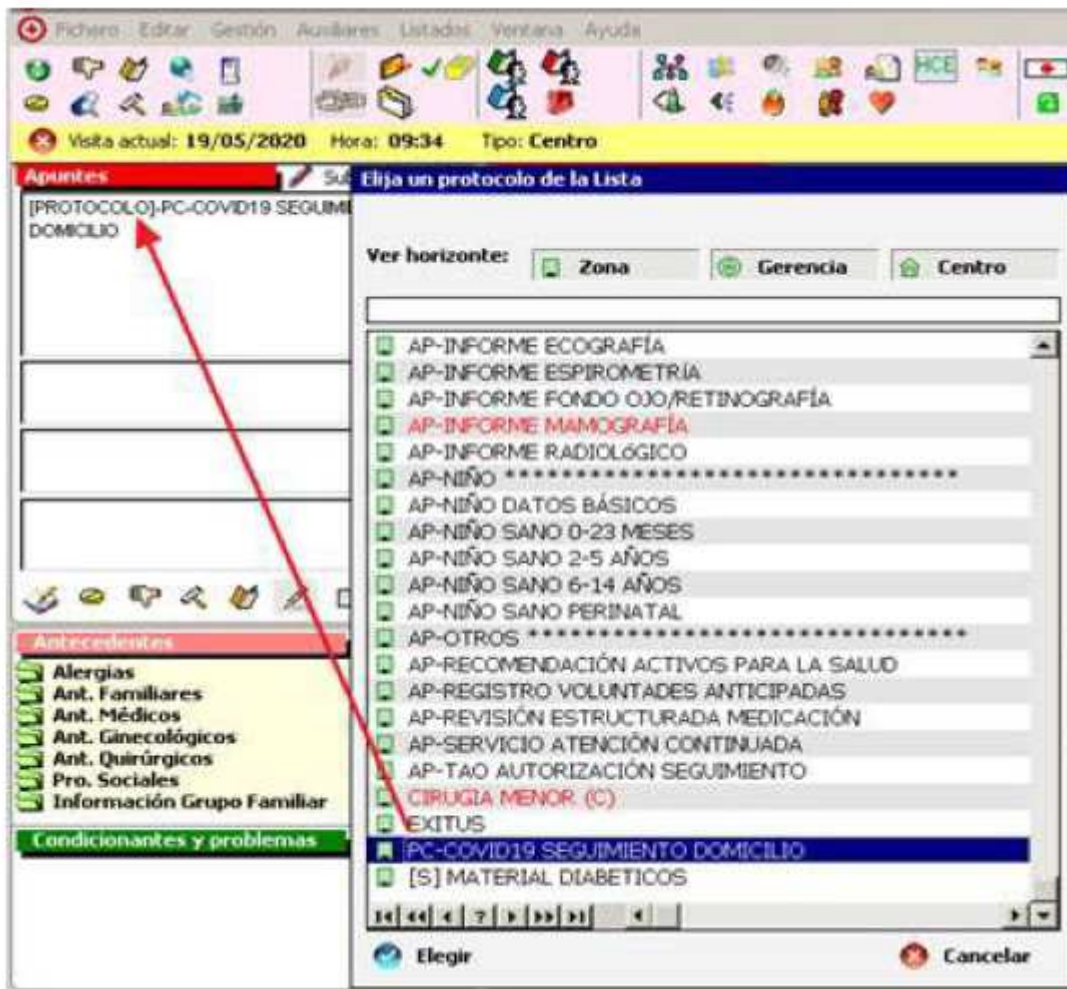 Fichero Editar Gestión Auxiliares Listados Ventana Ayuda
HCE
Visita actual: 19/05/2020 Hora: 09:34 Tipo: Centro
Apuntes
[PROTOCOLO]-PC-COVID19 SEGUIMI
DOMICILIO
Elija un protocolo de la Lista
Ver horizonte: Zona Gerencia Centro
AP-INFORME ECOGRAFÍA
AP-INFORME ESPIROMETRÍA
AP-INFORME FONDO OJO/RETINOGRAFÍA
AP-INFORME MAMOGRAFÍA
AP-INFORME RADIOLóGICO
AP-NIÑO *********************************
AP-NIÑO DATOS BÁSICOS
AP-NIÑO SANO 0-23 MESES
AP-NIÑO SANO 2-5 AÑOS
AP-NIÑO SANO 6-14 AÑOS
AP-NIÑO SANO PERINATAL
AP-OTROS ********************************
AP-RECOMENDACIÓN ACTIVOS PARA LA SALUD
AP-REGISTRO VOLUNTADES ANTICIPADAS
AP-REVISIÓN ESTRUCTURADA MEDICACIÓN
AP-SERVICIO ATENCIÓN CONTINUADA
AP-TAO AUTORIZACIÓN SEGUIMIENTO
CIRUGIA MENOR (C)
EXITUS
PC-COVID19 SEGUIMIENTO DOMICILIO
[S] MATERIAL DIABETICOS
Elegir Cancelar
Antecedentes
Alergias
Ant. Familiares
Ant. Médicos
Ant. Ginecológicos
Ant. Quirúrgicos
Pro. Sociales
Información Grupo Familiar
Condicionantes y problemas